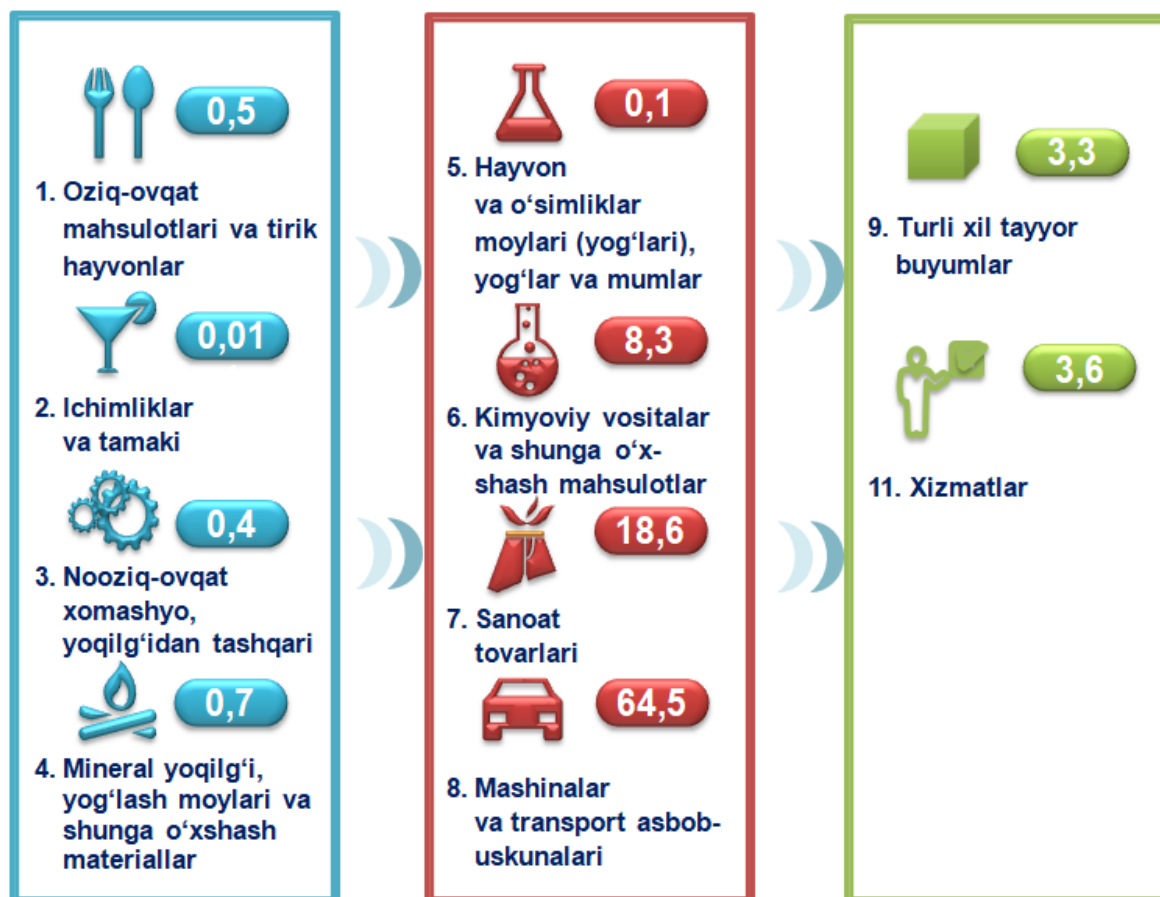 0,5
1. Oziq-ovqat
mahsulotlari va tirik
hayvonlar
0,01
2. Ichimliklar
va tamaki
0,4
3. Nooziq-ovqat
xomashyo,
yoqilg‘idan tashqari
0,7
4. Mineral yoqilg‘i,
yog‘lash moylari va
shunga o‘xshash
materiallar
0,1
5. Hayvon
va o‘simliklar
moylari (yog‘lari),
yog‘lar va mumlar
8,3
6. Kimyoviy vositalar
va shunga o‘x-
shash mahsulotlar
18,6
7. Sanoat
tovarlari
64,5
8. Mashinalar
va transport asbob-
uskunalari
3,3
9. Turli xil tayyor
buyumlar
3,6
11. Xizmatlar